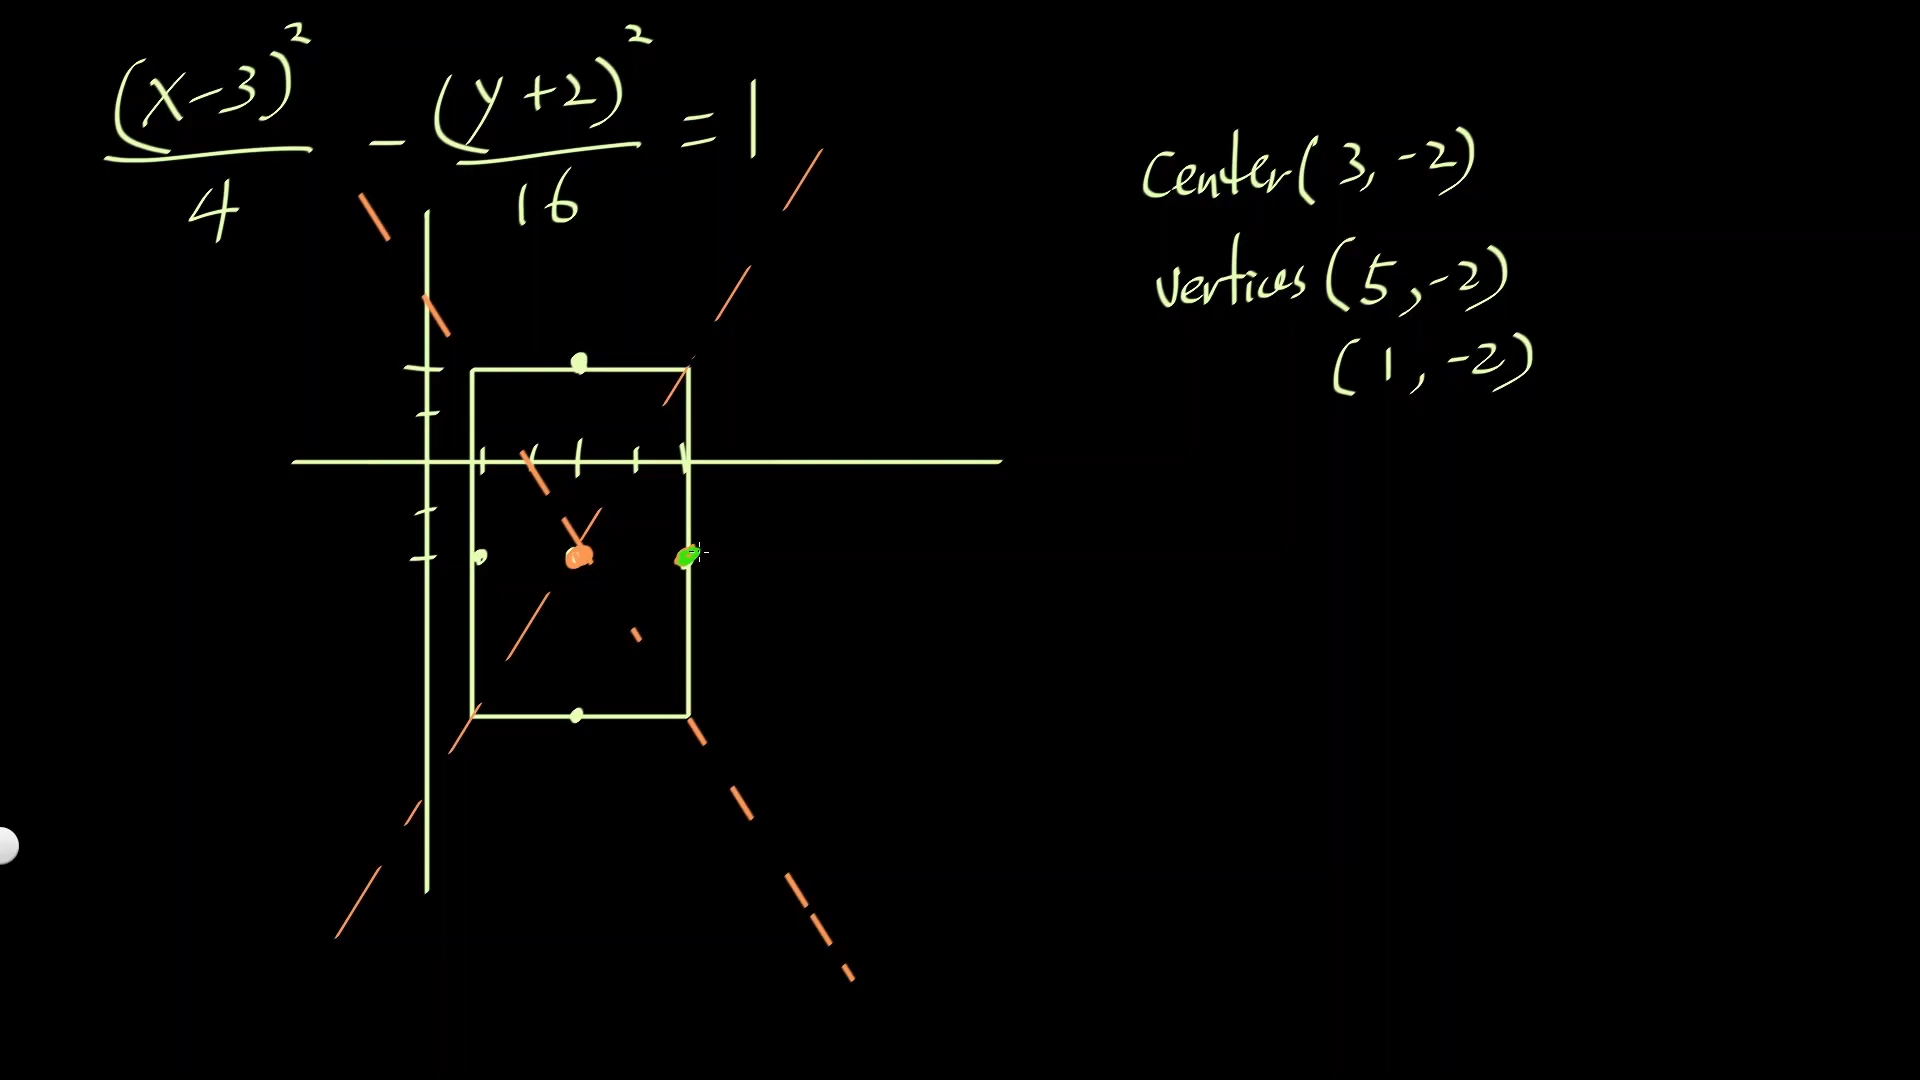 (x-3)²/4 - (y+2)²/16 = 1
Center (3, -2)
Vertices (5, -2)
(1, -2)